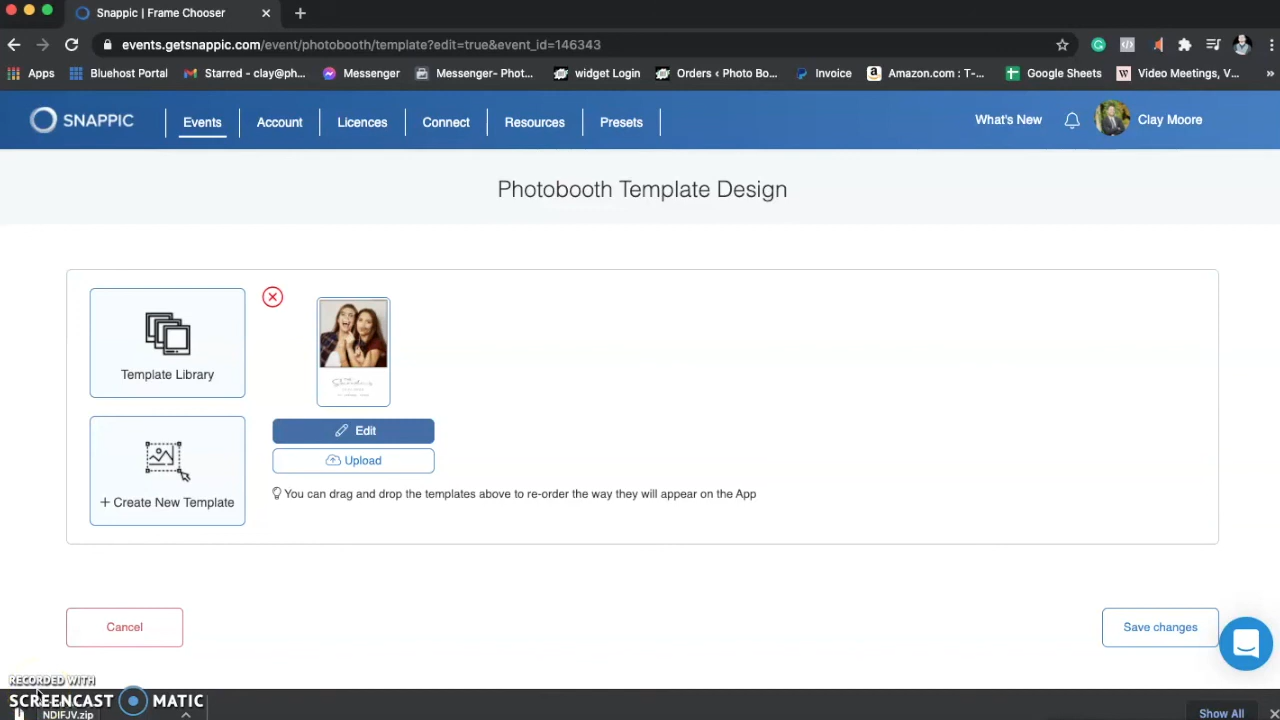 Snappic | Frame Chooser
events.getsnappic.com/event/photobooth/template?edit=true&event_id=146343
Apps
Bluehost Portal
Starred - clay@ph...
Messenger
Messenger- Phot...
widget Login
Orders ‹ Photo Bo...
Invoice
Amazon.com : T-...
Google Sheets
Video Meetings, V...
»
SNAPPIC
Events
Account
Licences
Connect
Resources
Presets
What's New
Clay Moore
Photobooth Template Design
Template Library
+ Create New Template
Edit
Upload
You can drag and drop the templates above to re-order the way they will appear on the App
Cancel
Save changes
RECORDED WITH
SCREENCAST MATIC
NDIFJV.zip
Show All